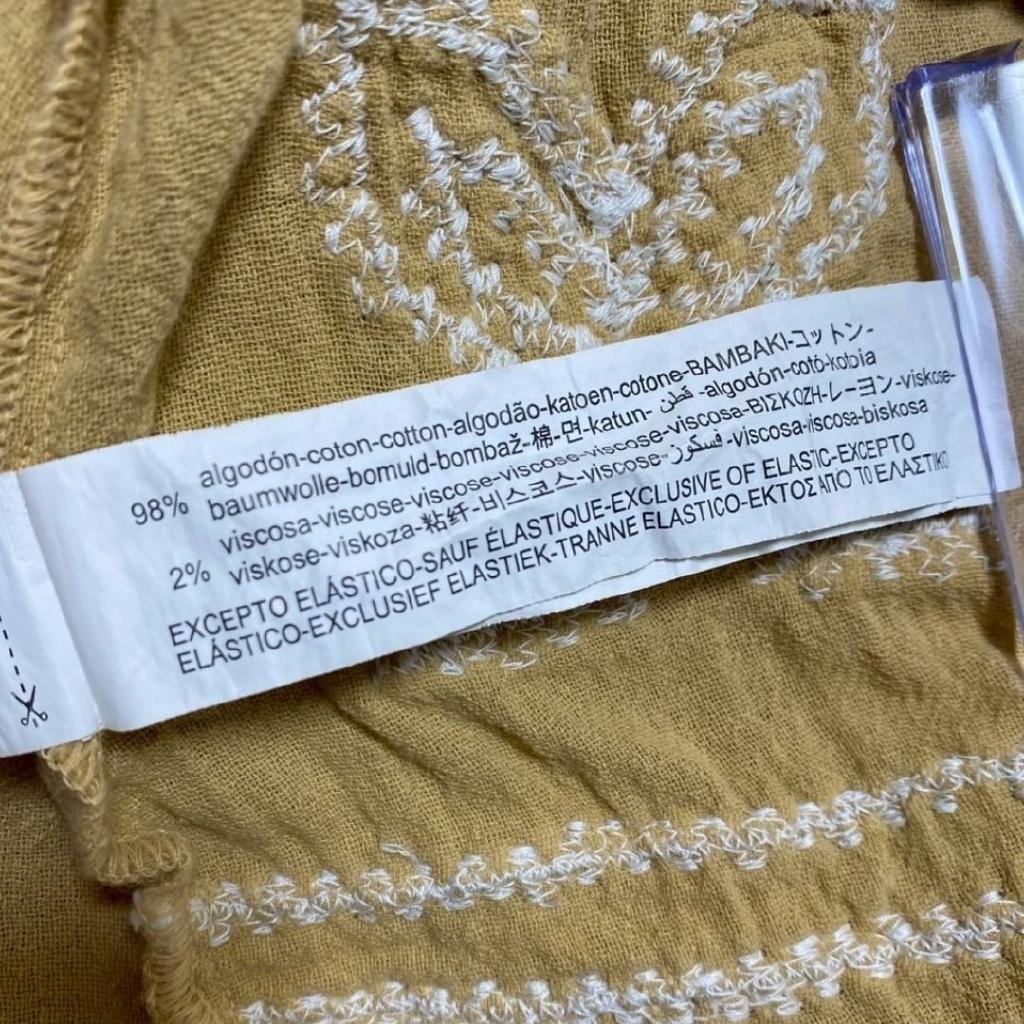 98% algodón-coton-cotton-algodão-katoen-cotone-BAMBAKI-コットン-
baumwolle-bomuld-bombaž-棉-면-katun- قطن -algodón-cotó-kotoia
2% viscosa-viscose-viscose-viscose-viscose-viscosa-ΒΙΣΚΟΖΗ-レーヨン-viskose-
viskose-viskoza-粘纤-비스코스-viscose-فسكوز-viscosa-viscosa-biskosa
EXCEPTO ELÁSTICO-SAUF ÉLASTIQUE-EXCLUSIVE OF ELASTIC-EXCEPTO
ELÁSTICO-EXCLUSIEF ELASTIEK-TRANNE ELASTICO-ΕΚΤΟΣ ΑΠΟ ΤΟ ΕΛΑΣΤΙΚΟ